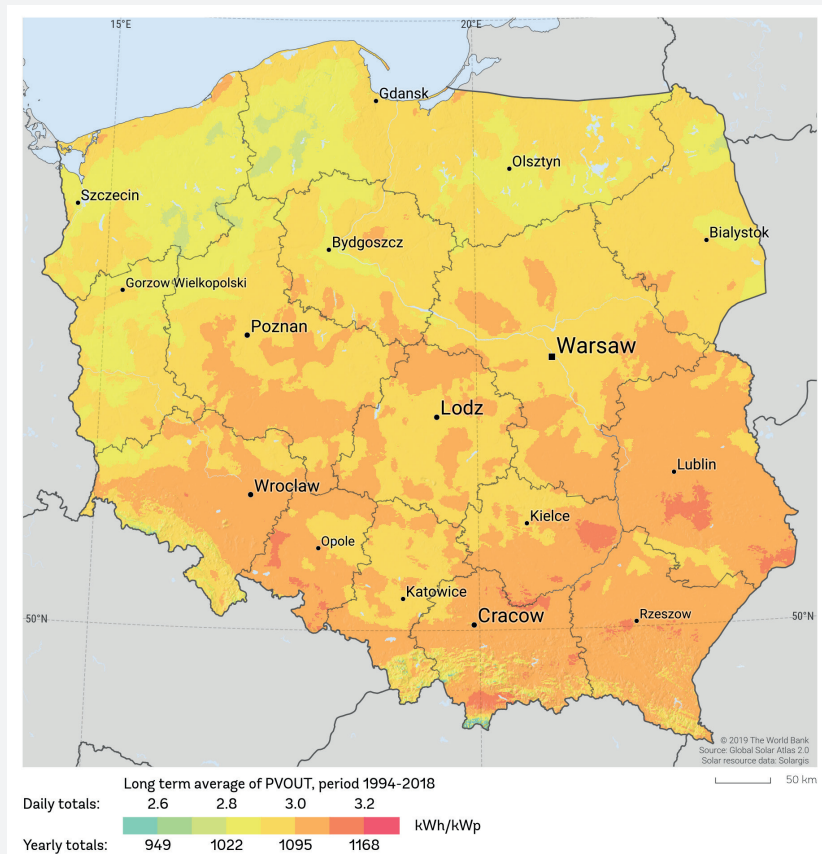 15°E
20°E
Gdansk
Olsztyn
Szczecin
Bialystok
Bydgoszcz
Gorzow Wielkopolski
Poznan
Warsaw
Lodz
Lublin
Wroclaw
Kielce
Opole
Katowice
Rzeszow
Cracow
50°N
50°N
© 2019 The World Bank
Source: Global Solar Atlas 2.0
Solar resource data: Solargis
50 km
Long term average of PVOUT, period 1994-2018
Daily totals: 2.6 2.8 3.0 3.2
kWh/kWp
Yearly totals: 949 1022 1095 1168